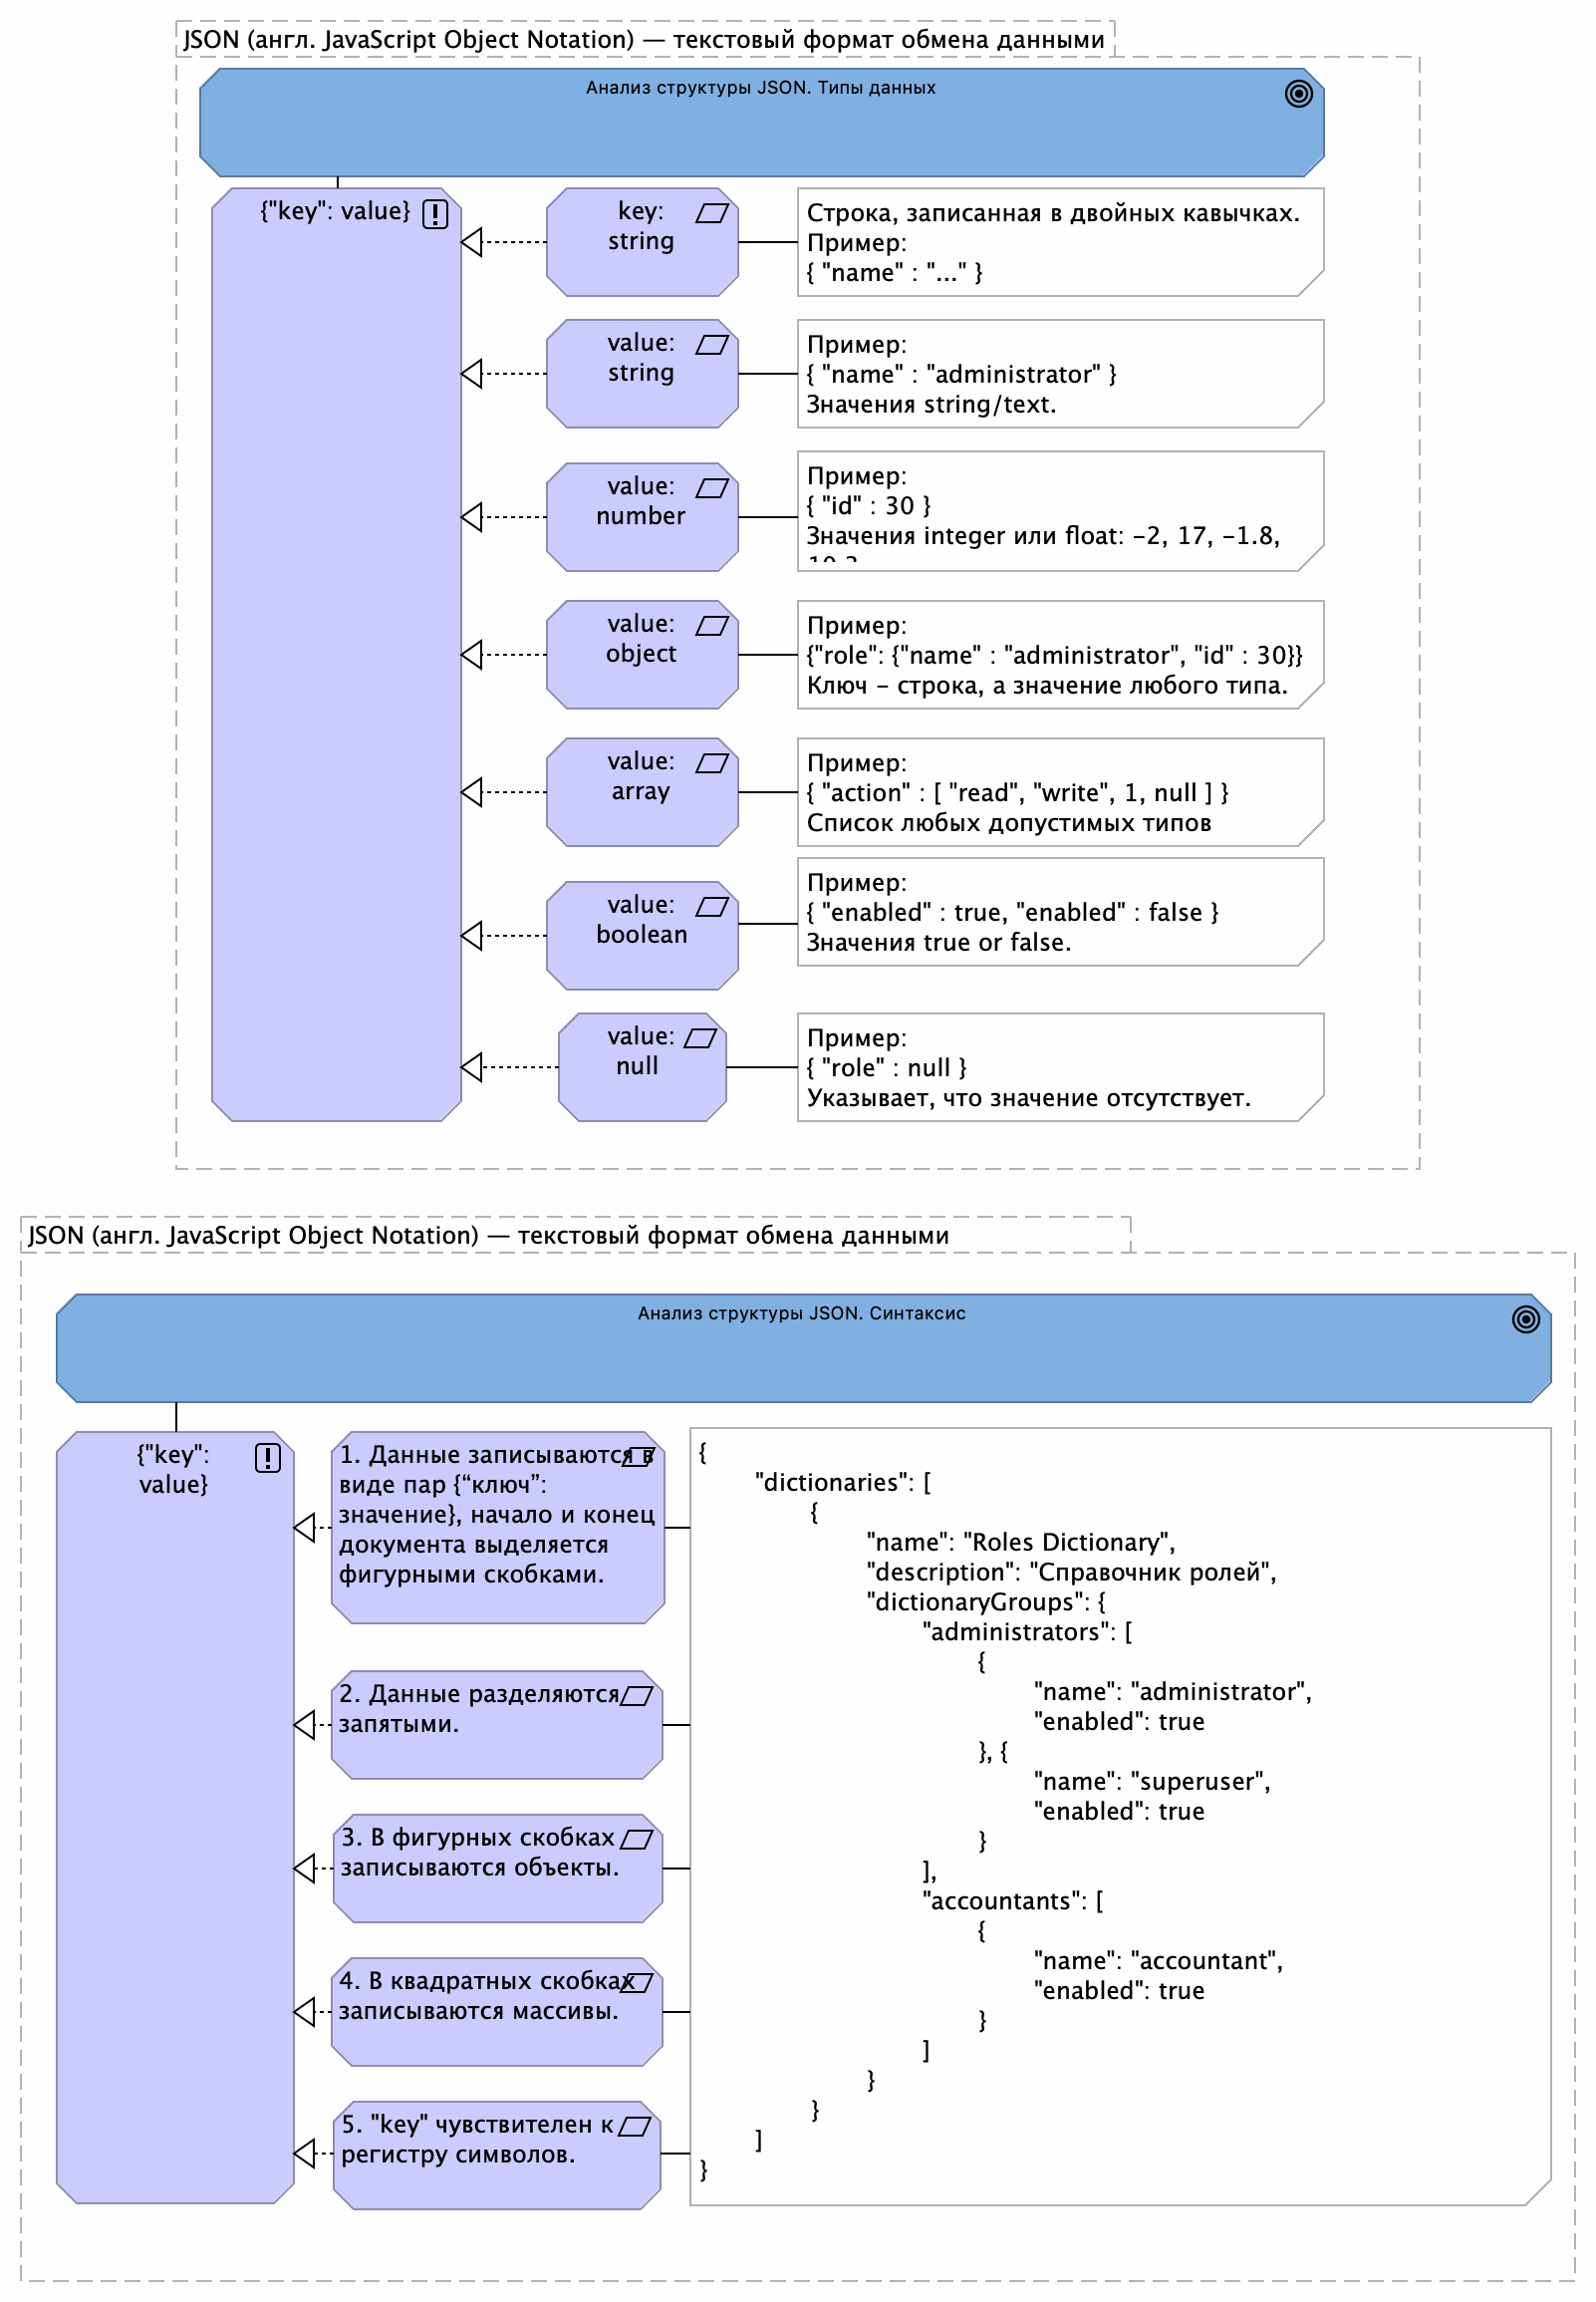 JSON (англ. JavaScript Object Notation) — текстовый формат обмена данными
Анализ структуры JSON. Типы данных
{"key": value}
key:
string
Строка, записанная в двойных кавычках.
Пример:
{ "name" : "..." }
value:
string
Пример:
{ "name" : "administrator" }
Значения string/text.
value:
number
Пример:
{ "id" : 30 }
Значения integer или float: -2, 17, -1.8,
value:
object
Пример:
{"role": {"name" : "administrator", "id" : 30}}
Ключ - строка, а значение любого типа.
value:
array
Пример:
{ "action" : [ "read", "write", 1, null ] }
Список любых допустимых типов
value:
boolean
Пример:
{ "enabled" : true, "enabled" : false }
Значения true or false.
value:
null
Пример:
{ "role" : null }
Указывает, что значение отсутствует.
JSON (англ. JavaScript Object Notation) — текстовый формат обмена данными
Анализ структуры JSON. Синтаксис
{"key":
value}
1. Данные записываются в
виде пар {“ключ”:
значение}, начало и конец
документа выделяется
фигурными скобками.
2. Данные разделяются
запятыми.
3. В фигурных скобках
записываются объекты.
4. В квадратных скобках
записываются массивы.
5. "key" чувствителен к
регистру символов.
{
"dictionaries": [
{
"name": "Roles Dictionary",
"description": "Справочник ролей",
"dictionaryGroups": {
"administrators": [
{
"name": "administrator",
"enabled": true
}, {
"name": "superuser",
"enabled": true
}
],
"accountants": [
{
"name": "accountant",
"enabled": true
}
]
}
}
]
}